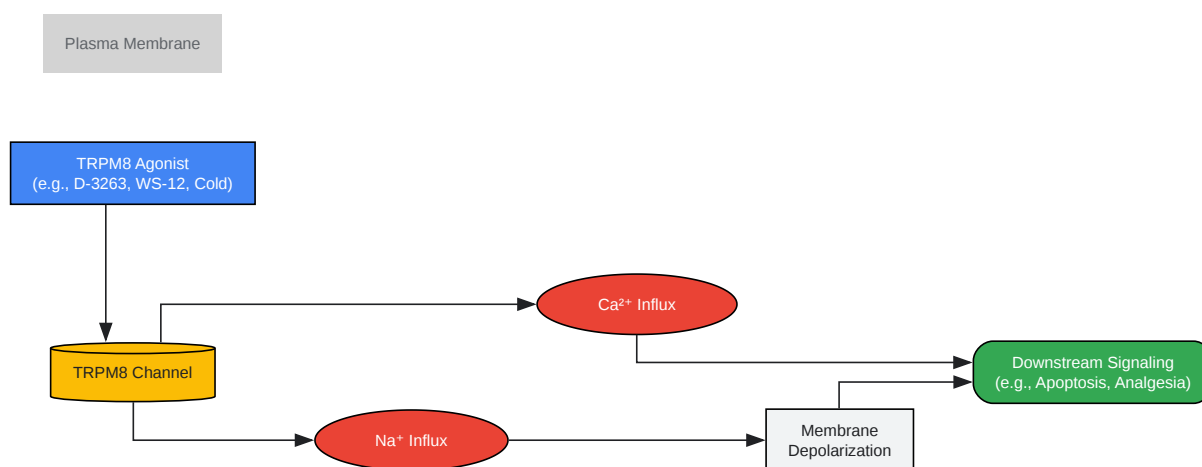 Plasma Membrane
TRPM8 Agonist
(e.g., D-3263, WS-12, Cold)
Ca²⁺ Influx
TRPM8 Channel
Downstream Signaling
(e.g., Apoptosis, Analgesia)
Na⁺ Influx
Membrane
Depolarization